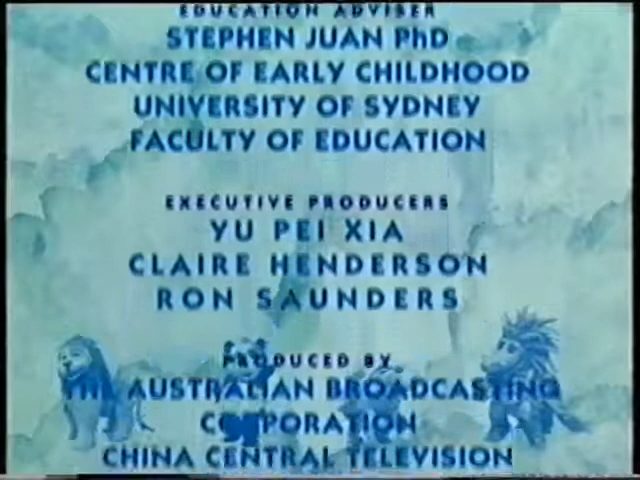 EDUCATION ADVISER
STEPHEN JUAN PhD
CENTRE OF EARLY CHILDHOOD
UNIVERSITY OF SYDNEY
FACULTY OF EDUCATION
EXECUTIVE PRODUCERS
YU PEI XIA
CLAIRE HENDERSON
RON SAUNDERS
PRODUCED BY
THE AUSTRALIAN BROADCASTING
CORPORATION
CHINA CENTRAL TELEVISION